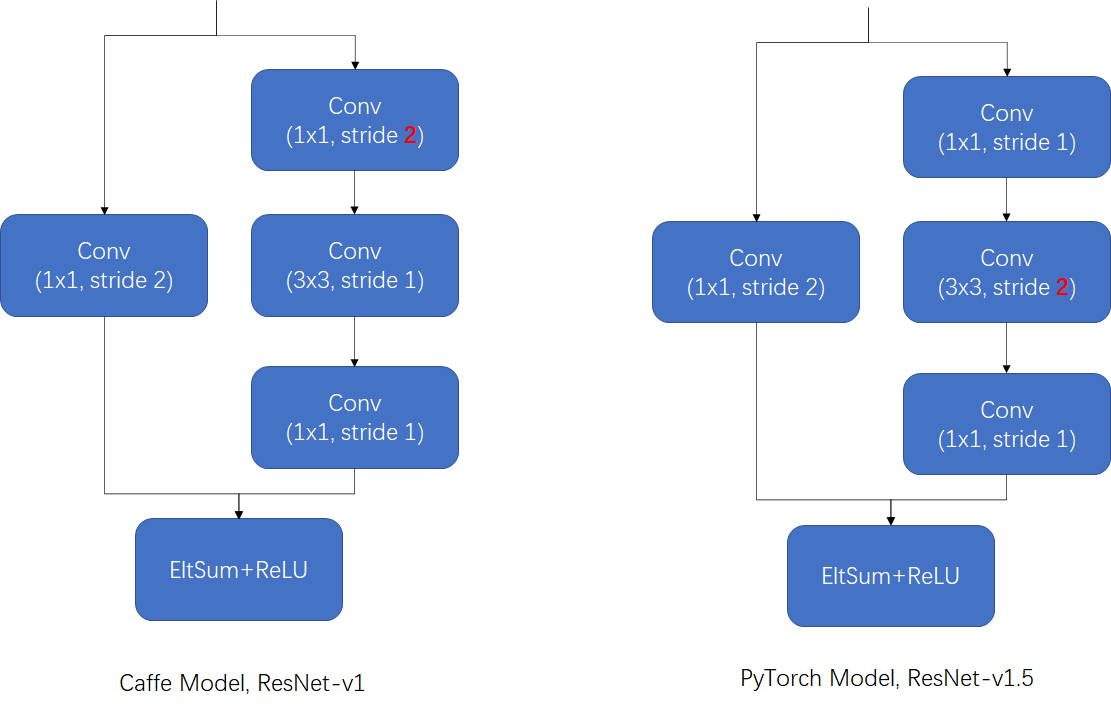 Conv
(1x1, stride 2)
Conv
(1x1, stride 2)
Conv
(3x3, stride 1)
Conv
(1x1, stride 1)
EltSum+ReLU
Caffe Model, ResNet-v1
Conv
(1x1, stride 1)
Conv
(1x1, stride 2)
Conv
(3x3, stride 2)
Conv
(1x1, stride 1)
EltSum+ReLU
PyTorch Model, ResNet-v1.5